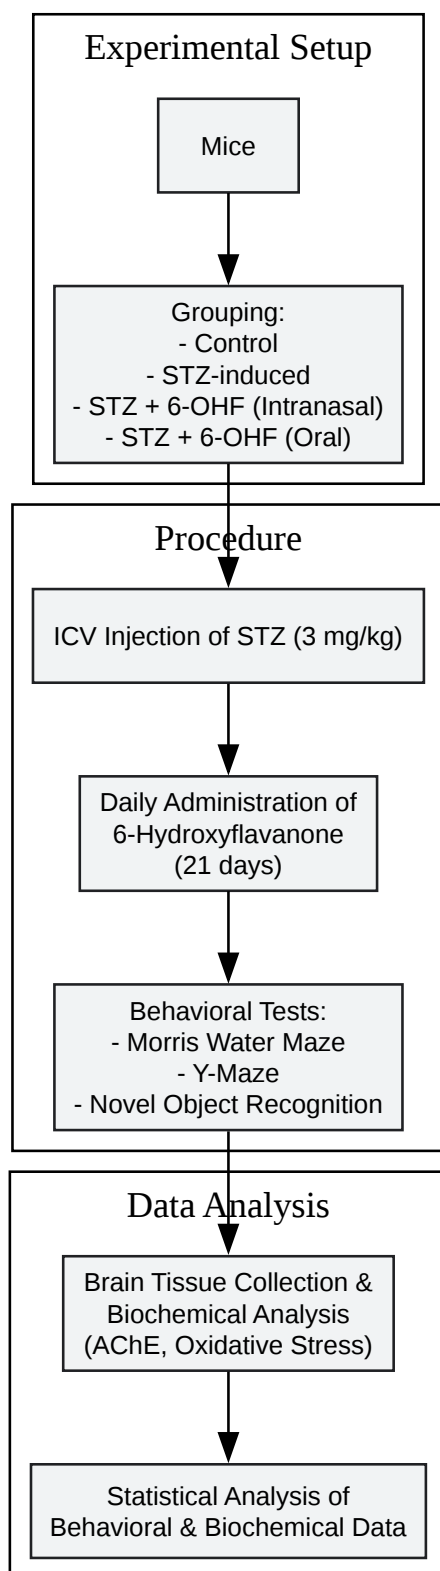 Experimental Setup
Mice
Grouping:
- Control
- STZ-induced
- STZ + 6-OHF (Intranasal)
- STZ + 6-OHF (Oral)
Procedure
ICV Injection of STZ (3 mg/kg)
Daily Administration of
6-Hydroxyflavanone
(21 days)
Behavioral Tests:
- Morris Water Maze
- Y-Maze
- Novel Object Recognition
Data Analysis
Brain Tissue Collection &
Biochemical Analysis
(AChE, Oxidative Stress)
Statistical Analysis of
Behavioral & Biochemical Data